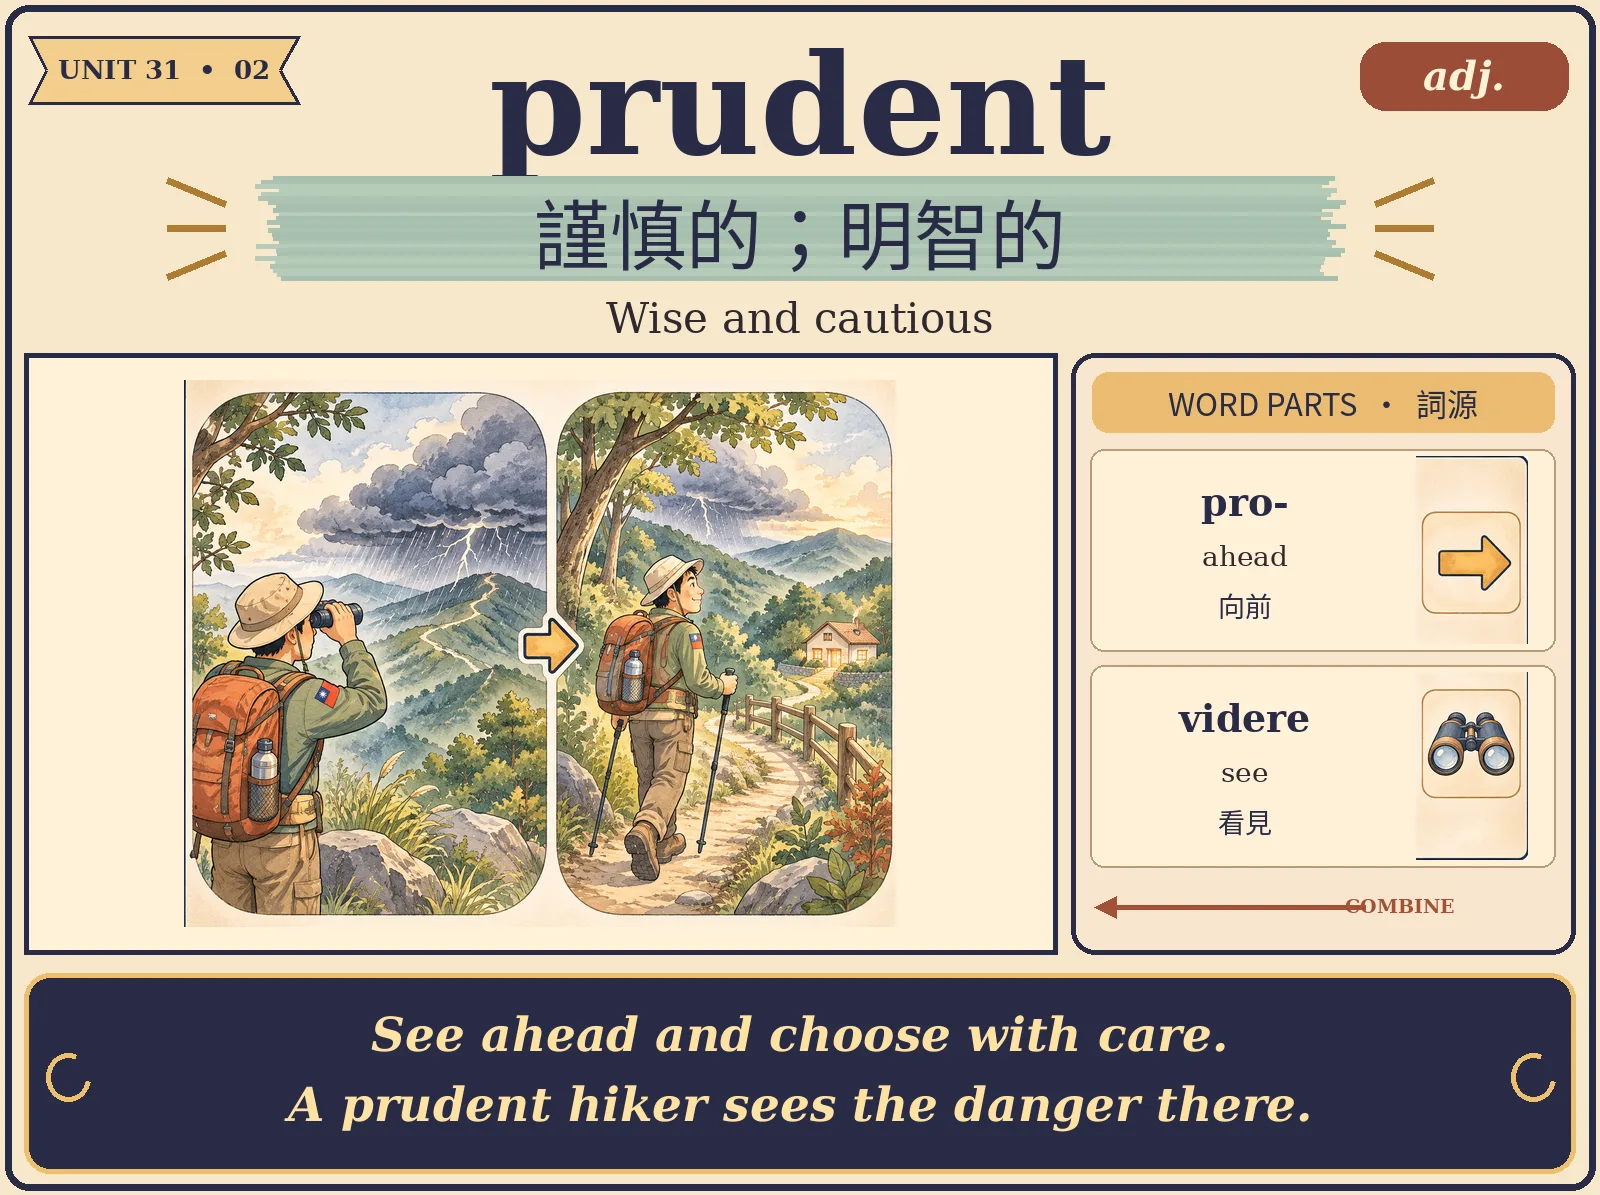 UNIT 31 • 02
prudent
adj.
謹慎的；明智的
Wise and cautious
WORD PARTS • 詞源
pro-
ahead
向前
videre
see
看見
COMBINE
See ahead and choose with care.
A prudent hiker sees the danger there.